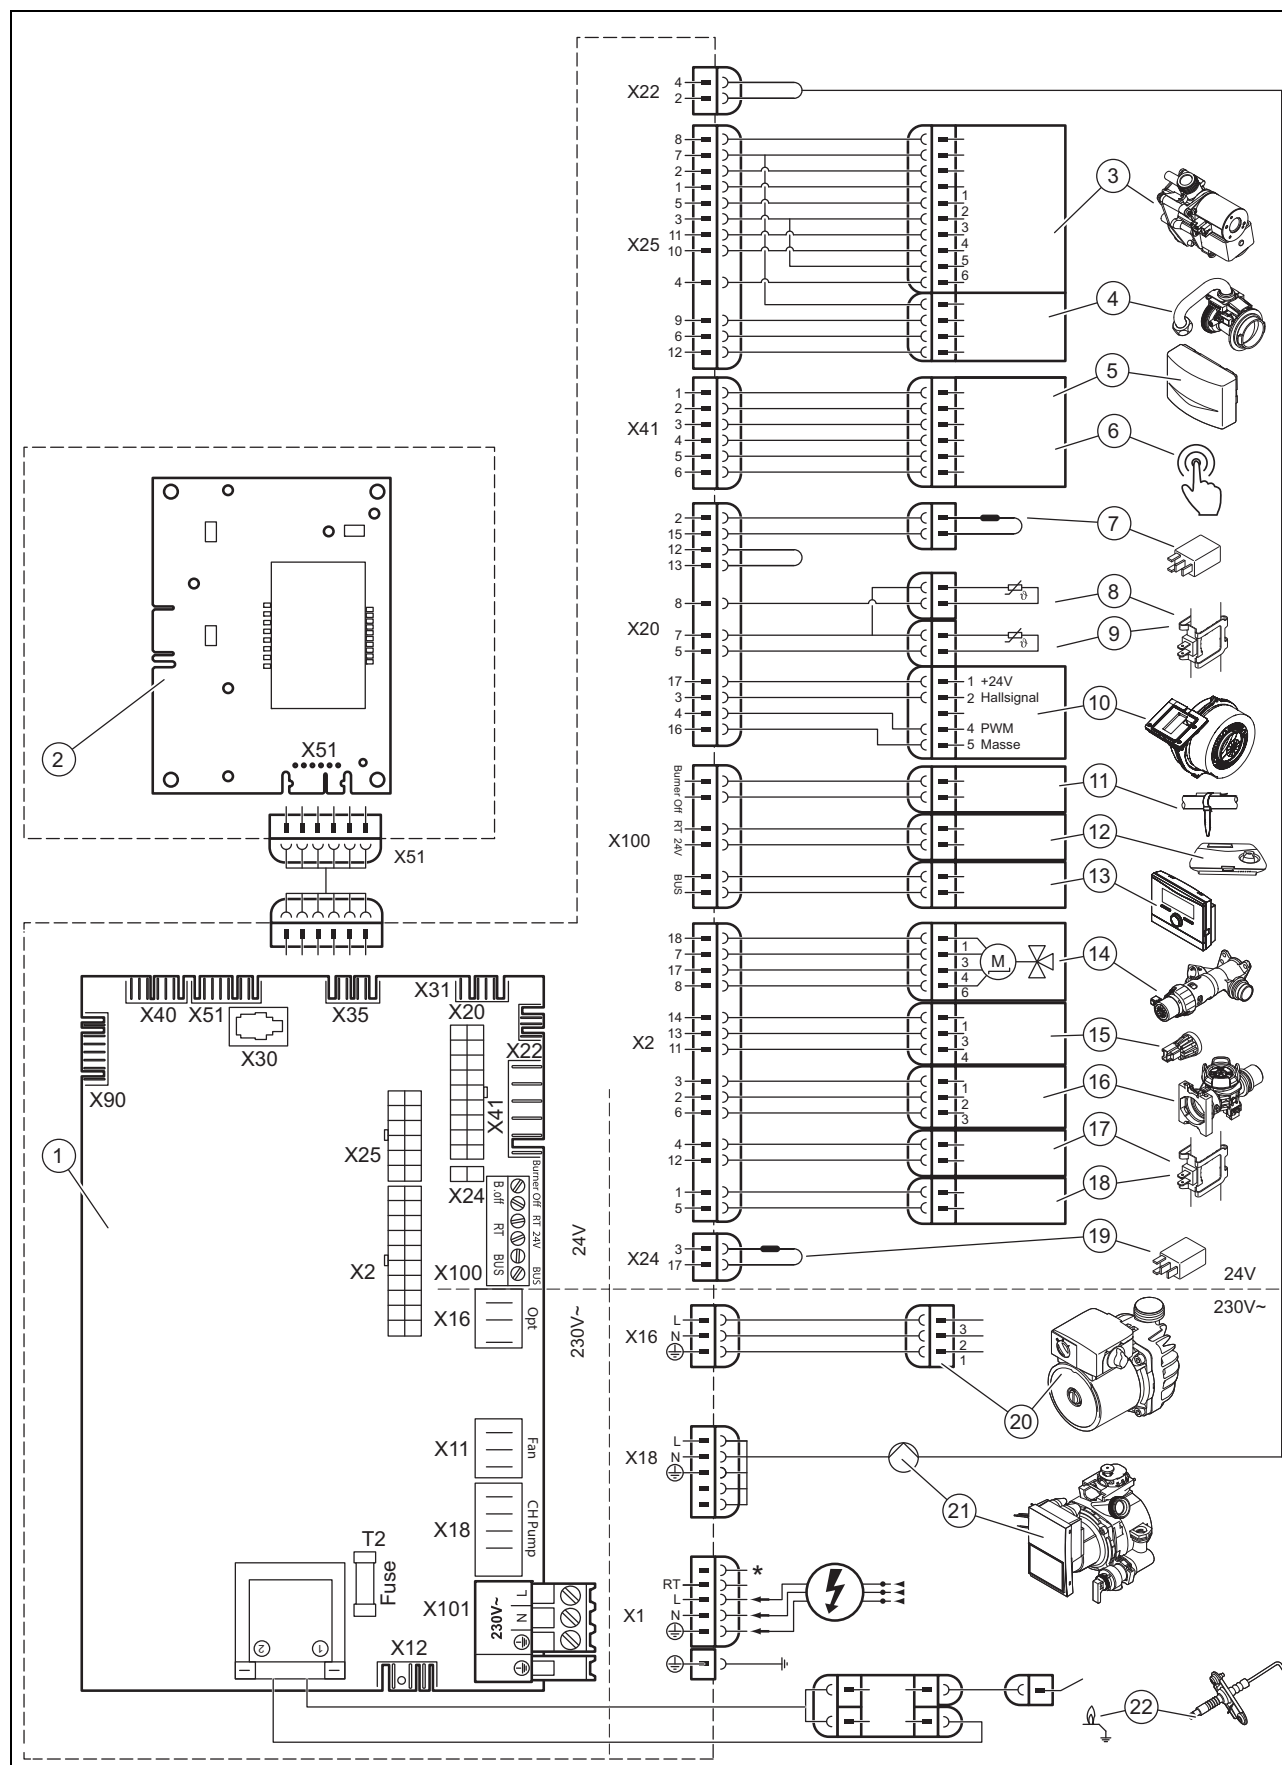 X22
4
2
X25
8
7
2
1
5
3
11
10
4
9
6
12
1
2
3
4
5
6
3
4
X41
1
2
3
4
5
6
5
6
X20
2
15
12
13
8
7
5
17
3
4
16
7
ϑ
8
ϑ
9
1 +24V
2 Hallsignal
4 PWM
5 Masse
10
X100
Burner Off
RT 24V
BUS
11
12
13
X2
18
7
17
8
14
13
11
3
2
6
4
12
1
5
1
3
4
6
M
14
1
3
4
15
1
2
3
16
17
18
X24
3
17
19
24V
230V~
X16
L
N
3
2
1
20
X18
L
N
21
X1
*
RT
L
N
22
2
X51
X51
1
X40
X51
X35
X31
X20
X30
X22
X90
X41
X25
X24
X2
X100
B.off
RT
BUS
Burner Off
RT 24V
BUS
24V
230V~
X16
Opt
X11
Fan
X18
CH Pump
T2
Fuse
X101
230V~
L
N
X12
2
1